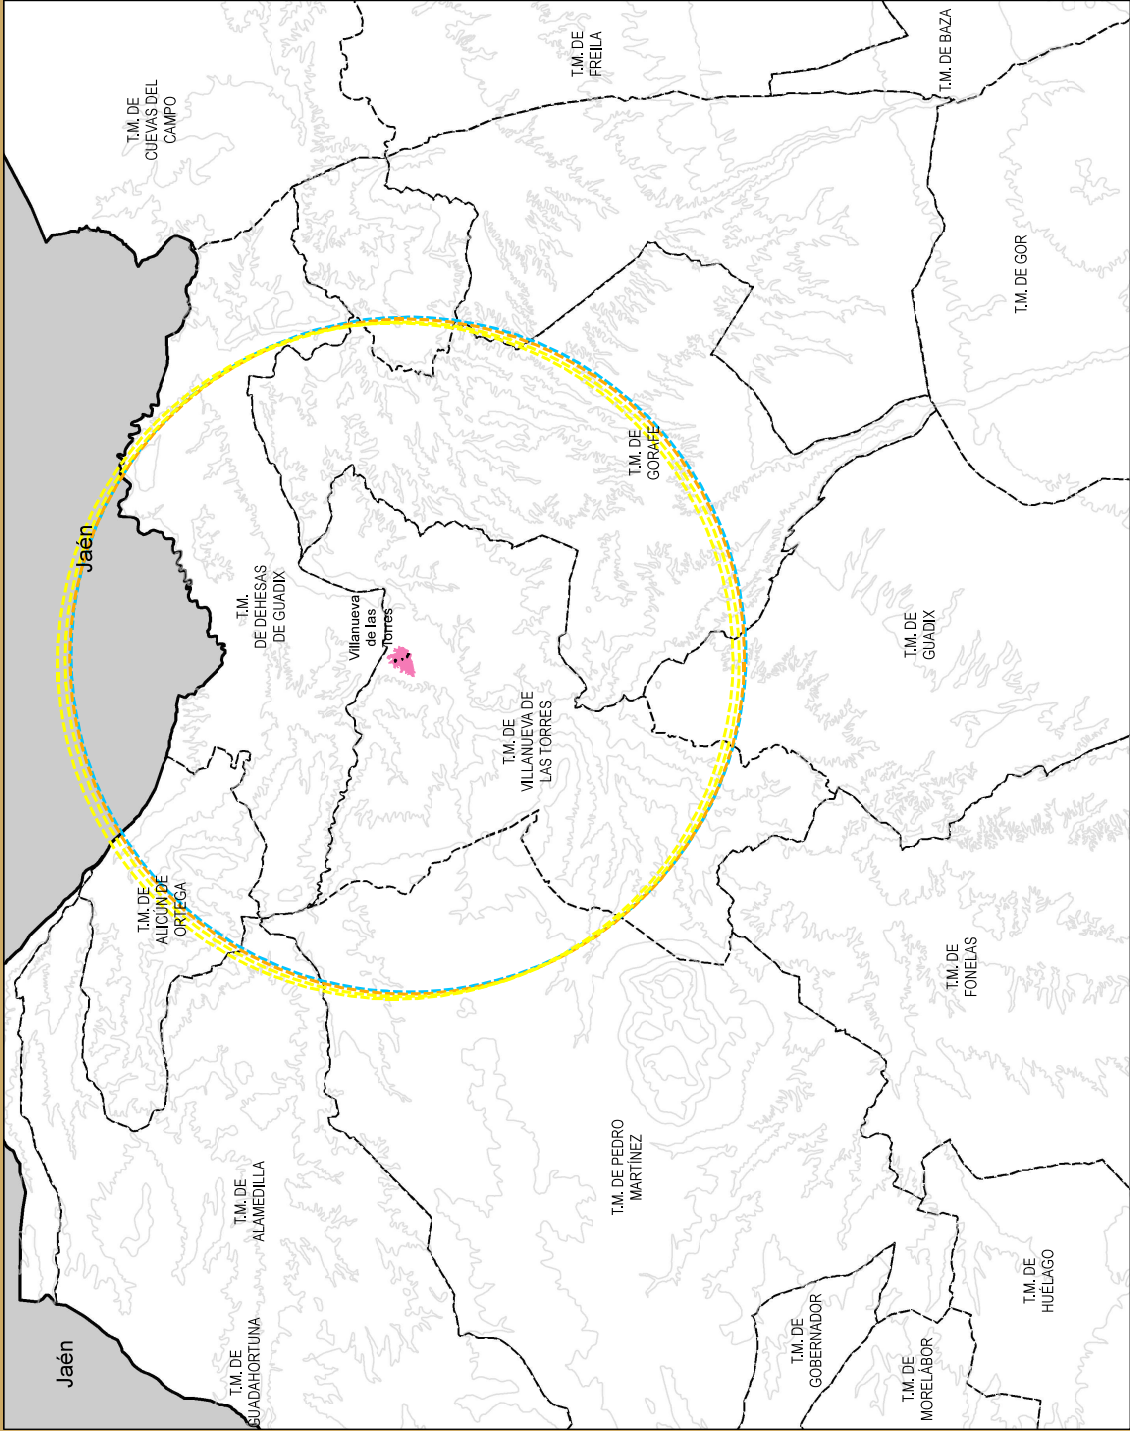 T.M. DE
CUEVAS DEL
CAMPO
T.M. DE
FREILA
T.M. DE BAZA
T.M. DE GOR
T.M. DE
GORAFE
Jaén
T.M.
DE DEHESAS
DE GUADIX
Villanueva
de las
Torres
T.M. DE
GUADIX
T.M. DE
VILLANUEVA DE
LAS TORRES
T.M. DE
ALICÚN DE
ORTEGA
T.M. DE
FONELAS
T.M. DE PEDRO
MARTÍNEZ
T.M. DE
ALAMEDILLA
T.M. DE
HUÉLAGO
T.M. DE
GOBERNADOR
T.M. DE
MORELÁBOR
T.M. DE
GUADAHORTUNA
Jaén